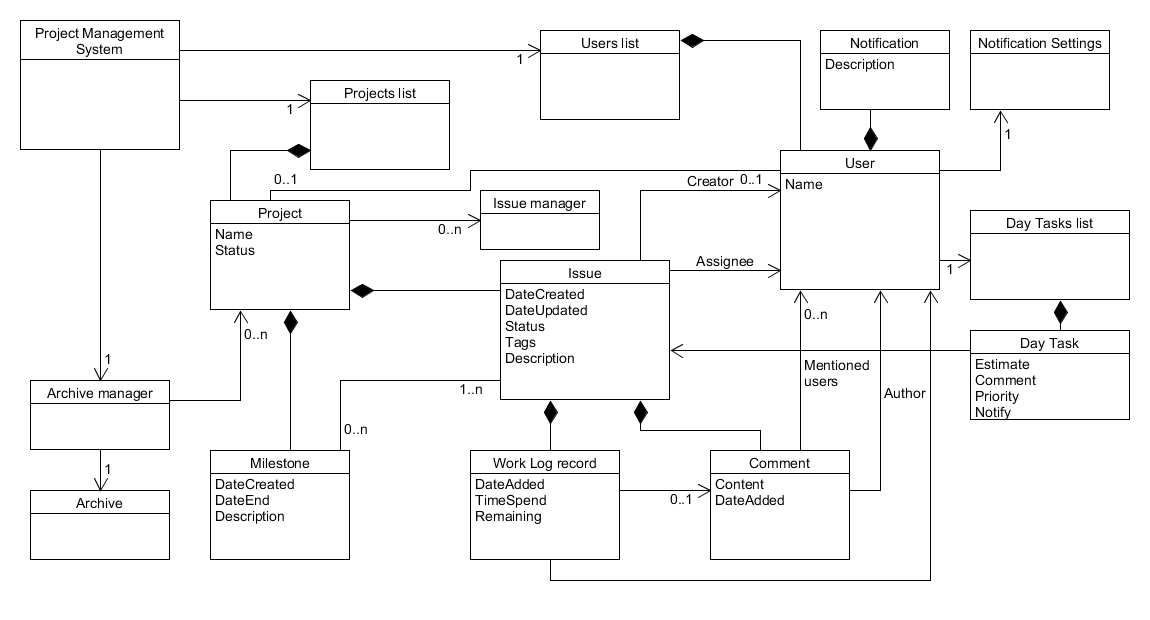 Project Management
System
1
Users list
Notification
Description
Notification Settings
1
Projects list
1
0..1
Creator 0..1
User
Name
1
Project
Name
Status
Issue manager
0..n
Assignee
Day Tasks list
Issue
DateCreated
DateUpdated
Status
Tags
Description
0..n
0..n
Day Task
Estimate
Comment
Priority
Notify
1
Archive manager
1..n
0..n
Mentioned
users
Author
1
Archive
Milestone
DateCreated
DateEnd
Description
Work Log record
DateAdded
TimeSpend
Remaining
0..1
Comment
Content
DateAdded